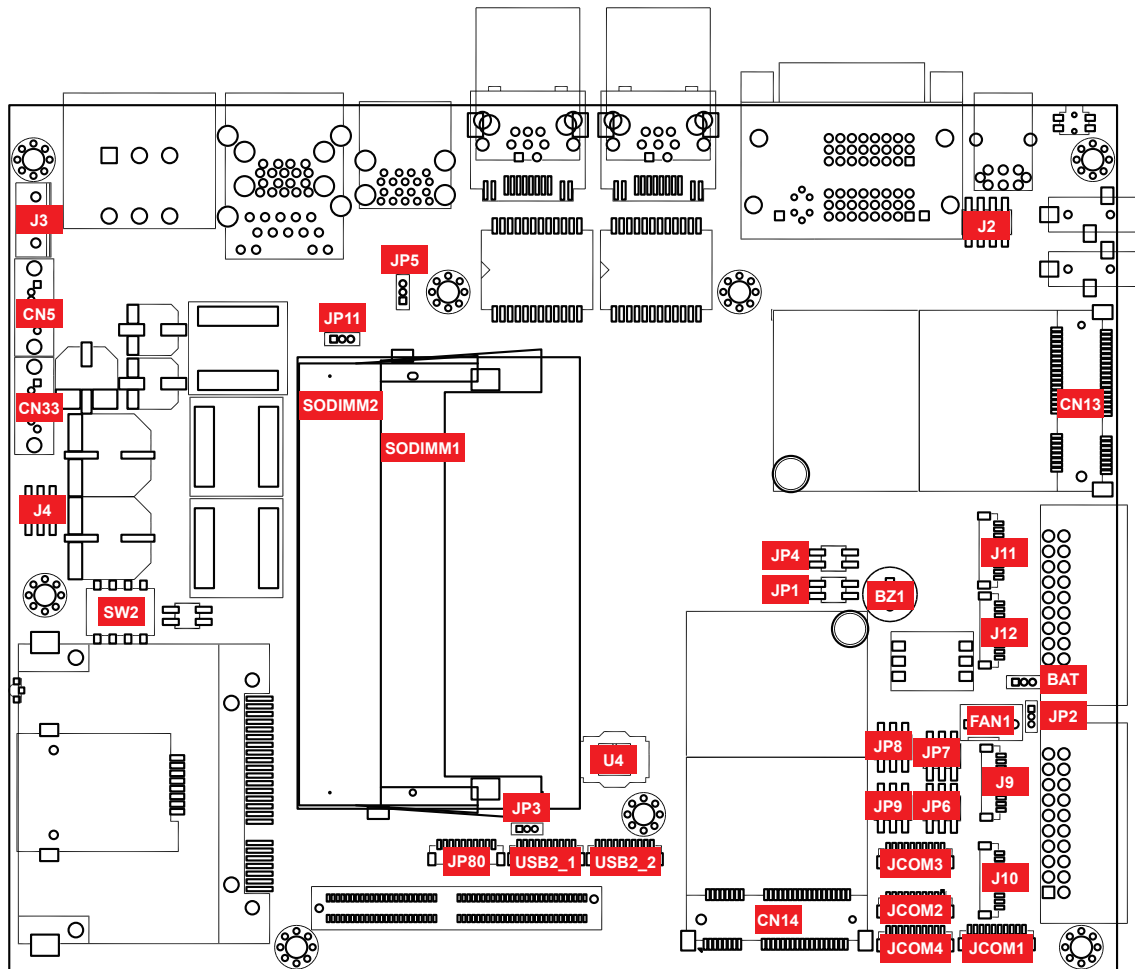 J3
J2
JP5
CN5
JP11
SODIMM2
CN33
CN13
SODIMM1
J4
J11
JP4
JP1
BZ1
SW2
J12
BAT
JP2
FAN1
JP8
JP7
U4
J9
JP3
JP9
JP6
JP80
USB2_1
USB2_2
JCOM3
J10
JCOM2
CN14
JCOM4
JCOM1